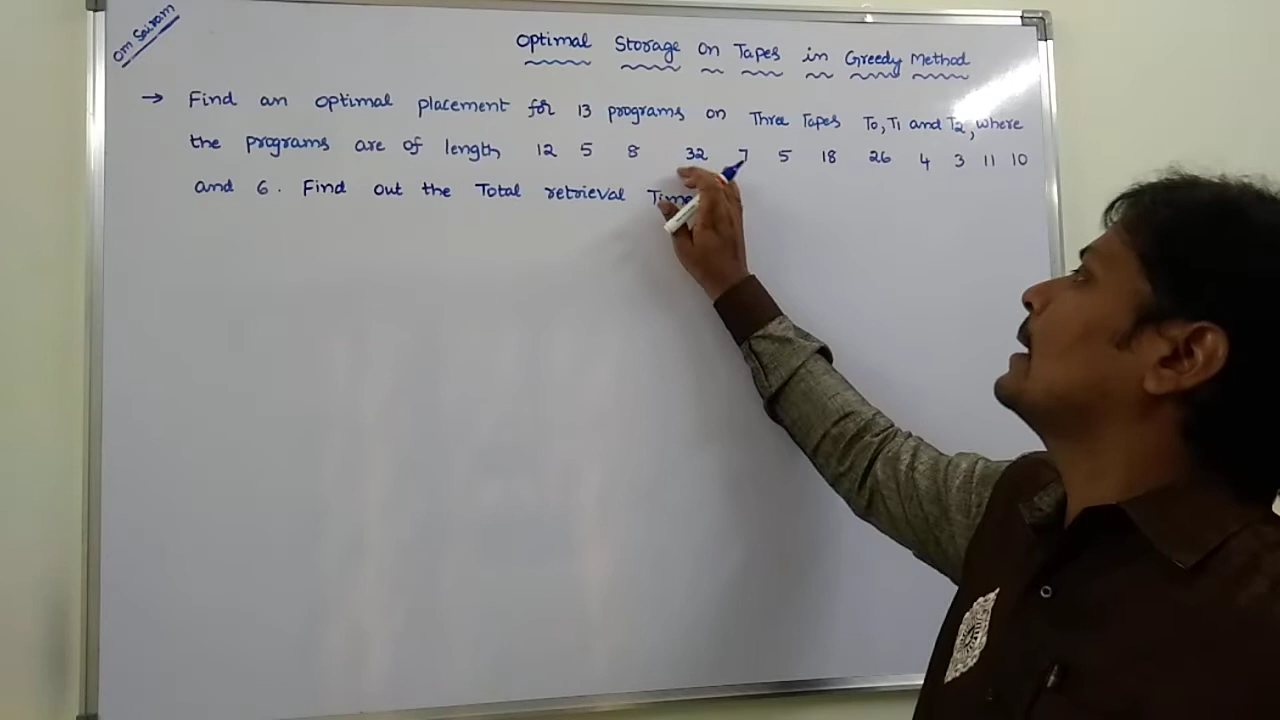 Om Sairam
Optimal Storage on Tapes in Greedy Method
→ Find an optimal placement for 13 programs on Three Tapes T0, T1 and T2, where
the programs are of length 12 5 8 32 7 5 18 26 4 3 11 10
and 6. Find out the Total retrieval Time